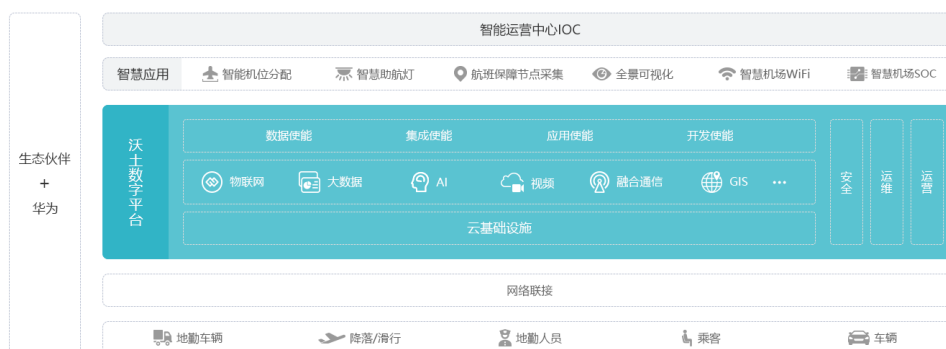 智能运营中心IOC
智慧应用 智能机位分配 智慧助航灯 航班保障节点采集 全景可视化 智慧机场WiFi 智慧机场SOC
生态伙伴
+
华为
沃土数字平台
数据使能 集成使能 应用使能 开发使能
物联网 大数据 AI 视频 融合通信 GIS ···
云基础设施
安全
运维
运营
网络联接
地勤车辆 降落/滑行 地勤人员 乘客 车辆